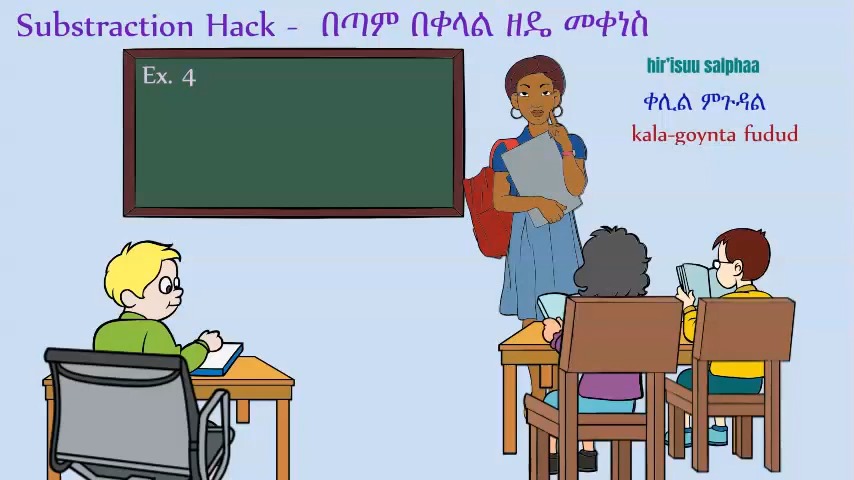 Substraction Hack - በጣም በቀላል ዘዴ መቀነስ
Ex. 4
hir'isuu salphaa
ቀሊል ምጉዳል
kala-goynta fudud